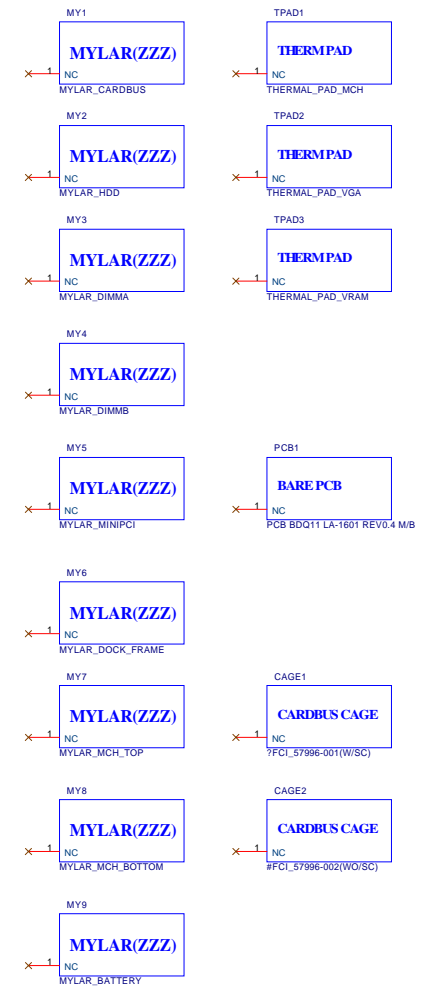 MY1
MYLAR(ZZZ)
1
NC
MYLAR_CARDBUS
TPAD1
THERM PAD
1
NC
THERMAL_PAD_MCH
MY2
MYLAR(ZZZ)
1
NC
MYLAR_HDD
TPAD2
THERM PAD
1
NC
THERMAL_PAD_VGA
MY3
MYLAR(ZZZ)
1
NC
MYLAR_DIMMA
TPAD3
THERM PAD
1
NC
THERMAL_PAD_VRAM
MY4
MYLAR(ZZZ)
1
NC
MYLAR_DIMMB
MY5
MYLAR(ZZZ)
1
NC
MYLAR_MINIPCI
PCB1
BARE PCB
1
NC
PCB BDQ11 LA-1601 REV0.4 M/B
MY6
MYLAR(ZZZ)
1
NC
MYLAR_DOCK_FRAME
MY7
MYLAR(ZZZ)
1
NC
MYLAR_MCH_TOP
CAGE1
CARDBUS CAGE
1
NC
?FCI_57996-001(W/SC)
MY8
MYLAR(ZZZ)
1
NC
MYLAR_MCH_BOTTOM
CAGE2
CARDBUS CAGE
1
NC
#FCI_57996-002(WO/SC)
MY9
MYLAR(ZZZ)
1
NC
MYLAR_BATTERY